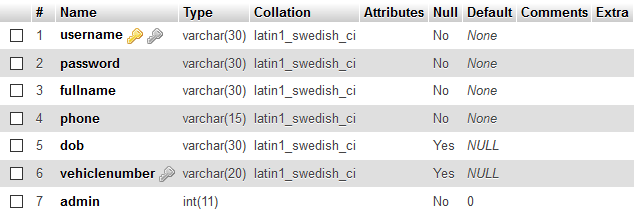 # Name Type Collation Attributes Null Default Comments Extra
1 username varchar(30) latin1_swedish_ci No None
2 password varchar(30) latin1_swedish_ci No None
3 fullname varchar(30) latin1_swedish_ci No None
4 phone varchar(15) latin1_swedish_ci No None
5 dob varchar(30) latin1_swedish_ci Yes NULL
6 vehiclenumber varchar(20) latin1_swedish_ci Yes NULL
7 admin int(11) No 0